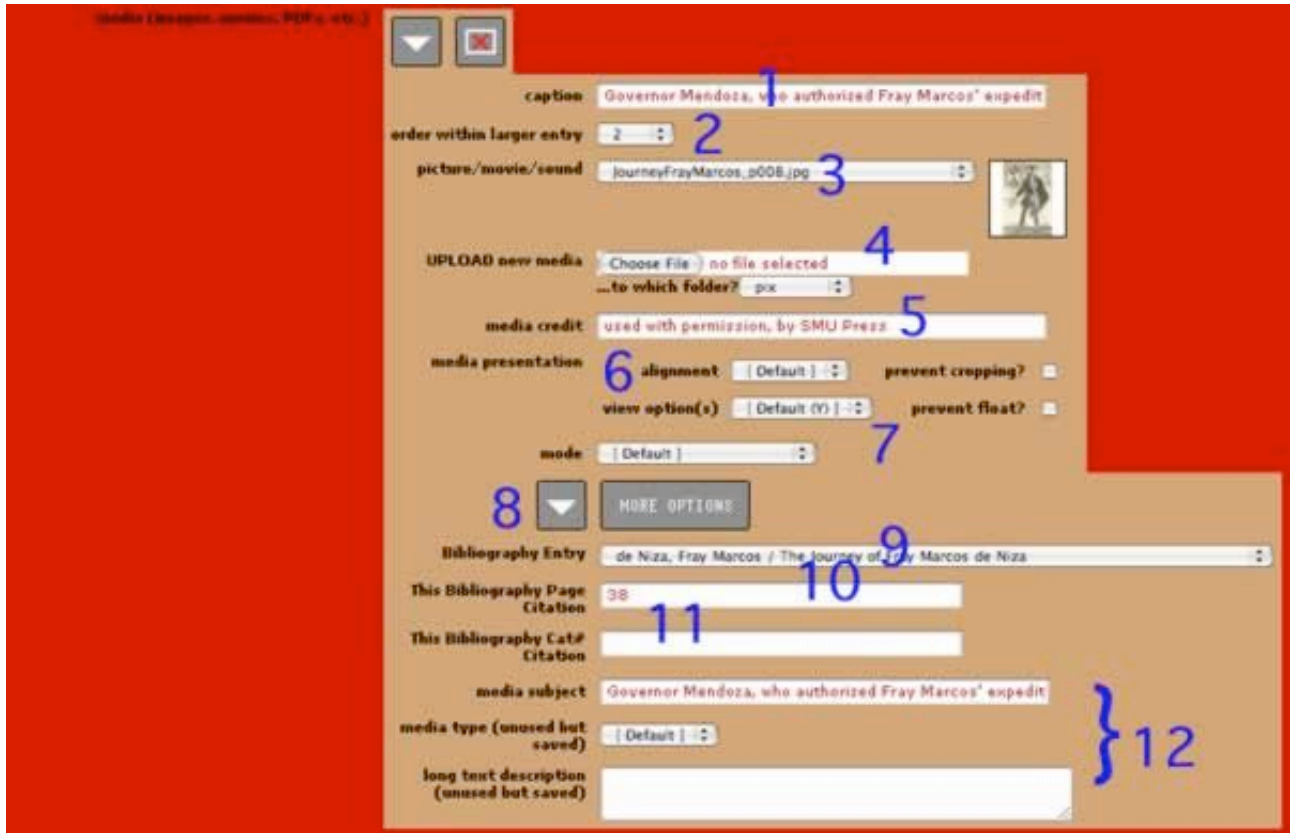 media (images, movies, PDFs, etc.)
caption Governor Mendoza, who authorized Fray Marcos' expedit
1
order within larger entry 2
2
picture/movie/sound JourneyFrayMarcos_p008.jpg
3
4
UPLOAD new media Choose File no file selected
...to which folder? pix
5
media credit used with permission, by SMU Press
media presentation 6 alignment [ Default ] prevent cropping?
view option(s) [ Default (Y) ] prevent float?
7
mode [ Default ]
8 MORE OPTIONS
9
Bibliography Entry de Niza, Fray Marcos / The Journey of Fray Marcos de Niza
10
This Bibliography Page
Citation
38
11
This Bibliography Cat#
Citation
media subject Governor Mendoza, who authorized Fray Marcos' expedit
media type (unused but
saved)
[ Default ]
12
long text description
(unused but saved)